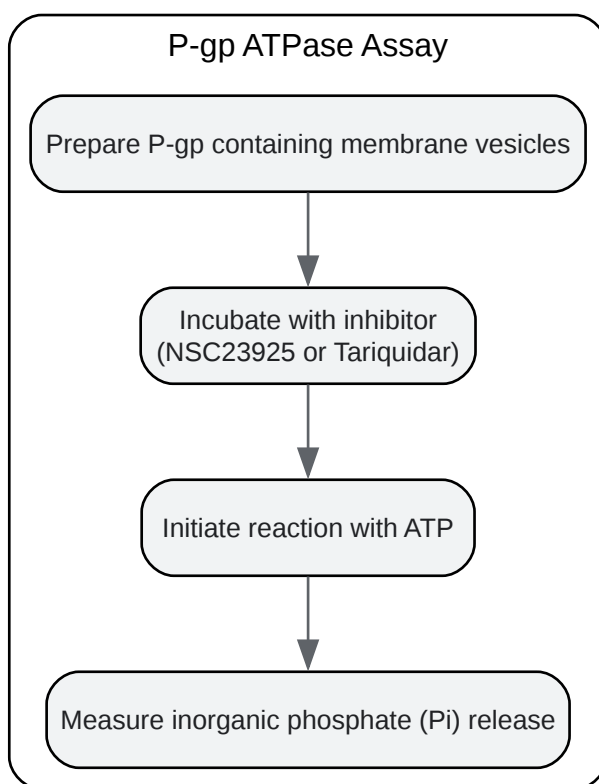 P-gp ATPase Assay
Prepare P-gp containing membrane vesicles
Incubate with inhibitor
(NSC23925 or Tariquidar)
Initiate reaction with ATP
Measure inorganic phosphate (Pi) release